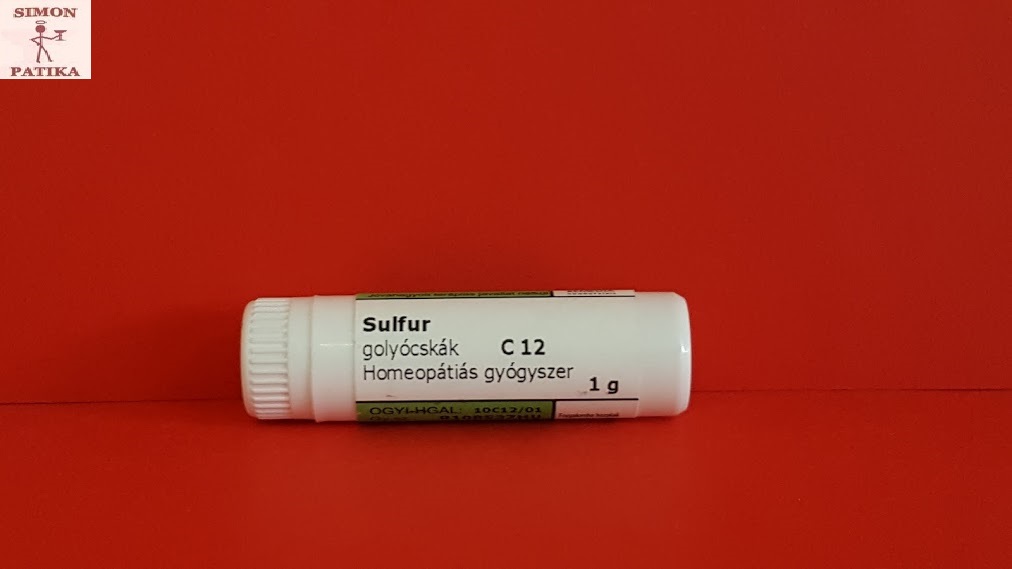 SIMON
PATIKA
Sulfur
golyócskák C 12
Homeopátiás gyógyszer
1 g
OGYI-HGAL: 10C12/01